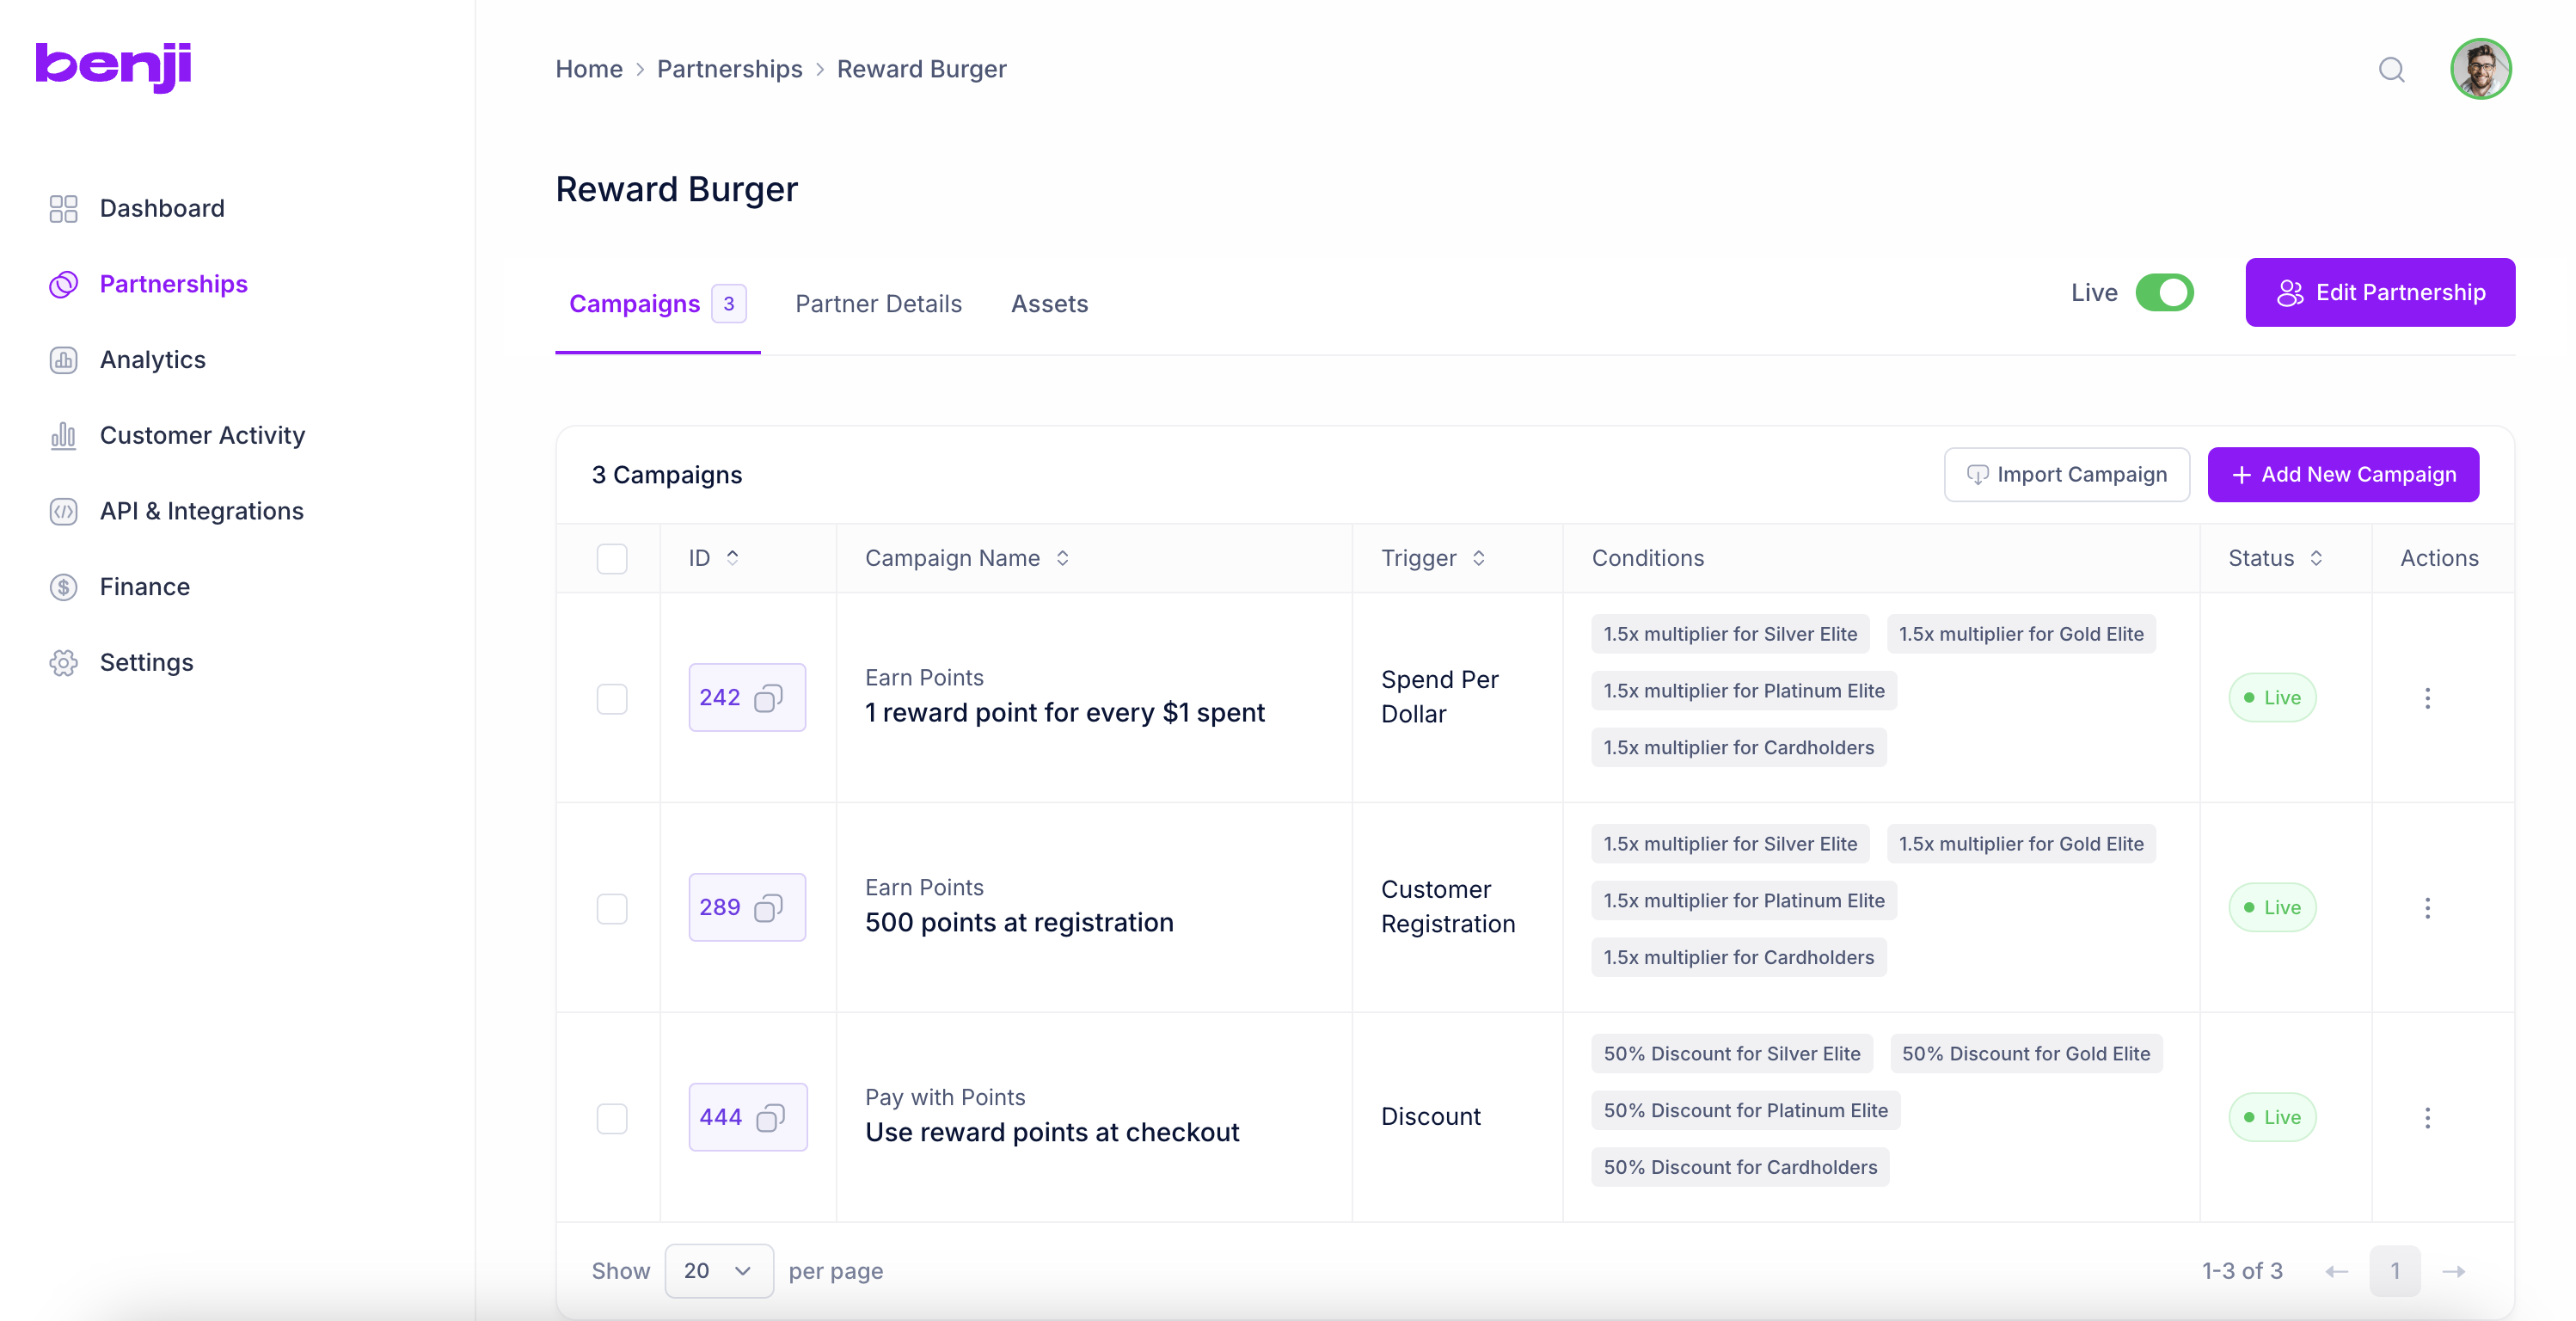 benji
Home > Partnerships > Reward Burger
Dashboard
Partnerships
Analytics
Customer Activity
API & Integrations
Finance
Settings
Reward Burger
Campaigns 3 Partner Details Assets
Live Edit Partnership
3 Campaigns
Import Campaign + Add New Campaign
ID Campaign Name Trigger Conditions Status Actions
242
Earn Points
1 reward point for every $1 spent
Spend Per
Dollar
1.5x multiplier for Silver Elite 1.5x multiplier for Gold Elite
1.5x multiplier for Platinum Elite
1.5x multiplier for Cardholders
Live
289
Earn Points
500 points at registration
Customer
Registration
1.5x multiplier for Silver Elite 1.5x multiplier for Gold Elite
1.5x multiplier for Platinum Elite
1.5x multiplier for Cardholders
Live
444
Pay with Points
Use reward points at checkout
Discount
50% Discount for Silver Elite 50% Discount for Gold Elite
50% Discount for Platinum Elite
50% Discount for Cardholders
Live
Show 20 per page
1-3 of 3 ← 1 →